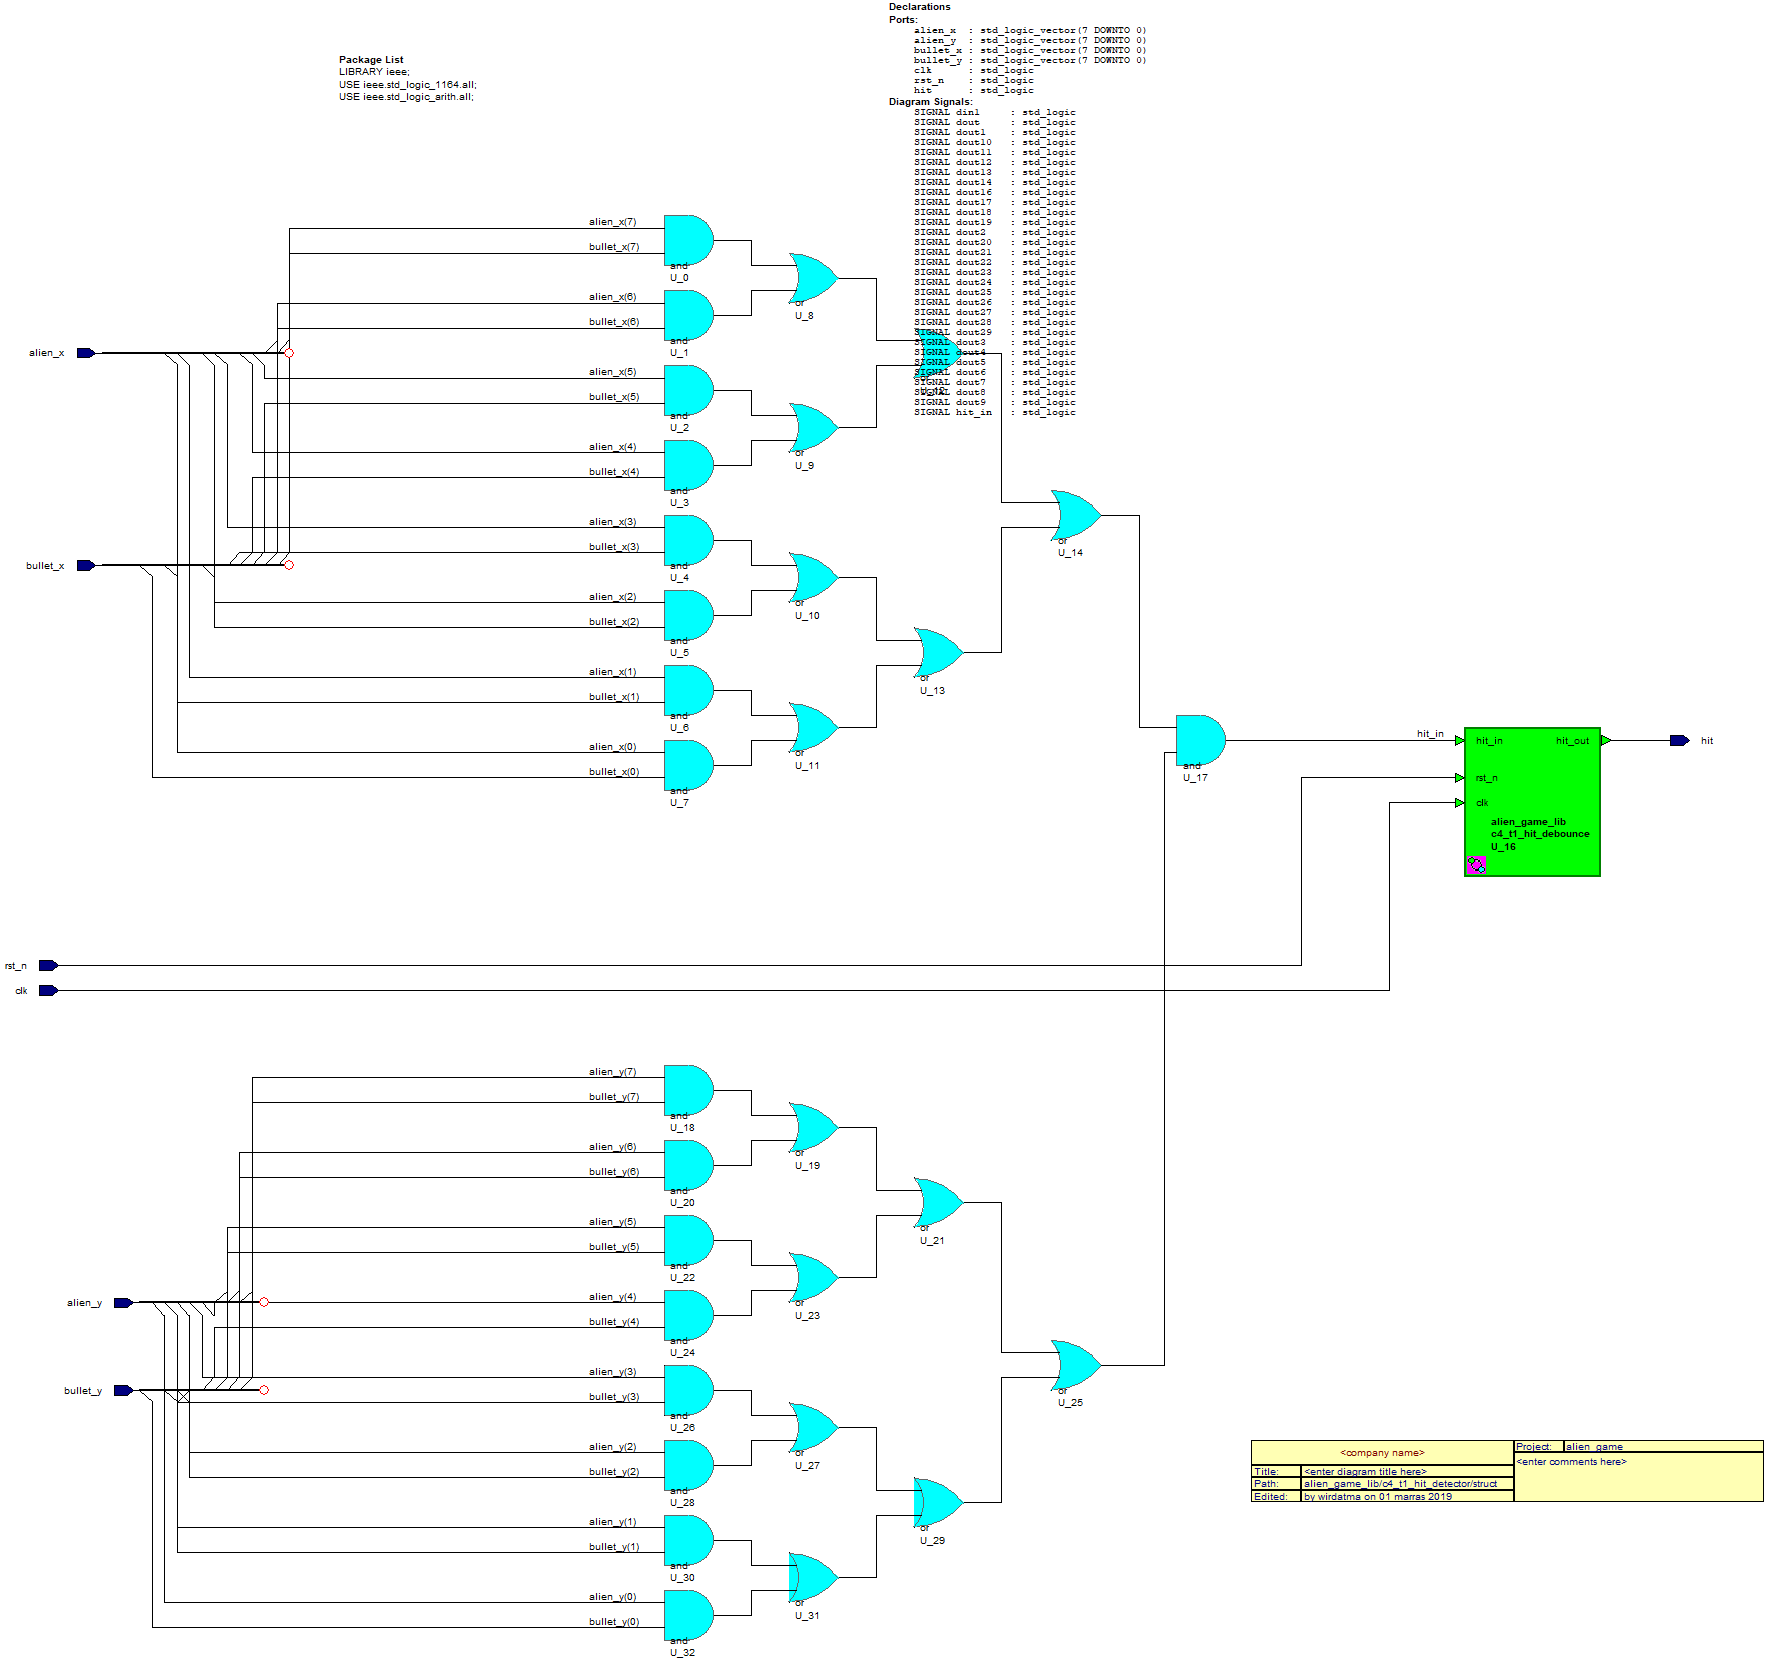 Declarations
Ports:
alien_x : std_logic_vector(7 DOWNTO 0)
alien_y : std_logic_vector(7 DOWNTO 0)
bullet_x : std_logic_vector(7 DOWNTO 0)
bullet_y : std_logic_vector(7 DOWNTO 0)
clk : std_logic
rst_n : std_logic
hit : std_logic
Diagram Signals:
SIGNAL din1 : std_logic
SIGNAL dout : std_logic
SIGNAL dout1 : std_logic
SIGNAL dout10 : std_logic
SIGNAL dout11 : std_logic
SIGNAL dout12 : std_logic
SIGNAL dout13 : std_logic
SIGNAL dout14 : std_logic
SIGNAL dout16 : std_logic
SIGNAL dout17 : std_logic
SIGNAL dout18 : std_logic
SIGNAL dout19 : std_logic
SIGNAL dout2 : std_logic
SIGNAL dout20 : std_logic
SIGNAL dout21 : std_logic
SIGNAL dout22 : std_logic
SIGNAL dout23 : std_logic
SIGNAL dout24 : std_logic
SIGNAL dout25 : std_logic
SIGNAL dout26 : std_logic
SIGNAL dout27 : std_logic
SIGNAL dout28 : std_logic
SIGNAL dout29 : std_logic
SIGNAL dout3 : std_logic
SIGNAL dout4 : std_logic
SIGNAL dout5 : std_logic
SIGNAL dout6 : std_logic
SIGNAL dout7 : std_logic
SIGNAL dout8 : std_logic
SIGNAL dout9 : std_logic
SIGNAL hit_in : std_logic
Package List
LIBRARY ieee;
USE ieee.std_logic_1164.all;
USE ieee.std_logic_arith.all;
alien_x(7)
bullet_x(7)
and
U_0
or
U_8
alien_x(6)
bullet_x(6)
and
U_1
alien_x
alien_x(5)
bullet_x(5)
and
U_2
or
alien_x(4)
bullet_x(4)
and
U_3
or
U_9
alien_x(3)
bullet_x(3)
and
U_4
or
U_14
bullet_x
alien_x(2)
bullet_x(2)
and
U_5
or
U_10
alien_x(1)
bullet_x(1)
and
U_6
or
U_13
alien_x(0)
bullet_x(0)
and
U_7
or
U_11
and
U_17
hit_in
hit_in
hit_out
hit
rst_n
clk
alien_game_lib
c4_t1_hit_debounce
U_16
rst_n
clk
alien_y(7)
bullet_y(7)
and
U_18
or
U_19
alien_y(6)
bullet_y(6)
and
U_20
or
U_21
alien_y(5)
bullet_y(5)
and
U_22
alien_y
alien_y(4)
bullet_y(4)
and
U_24
or
U_23
bullet_y
alien_y(3)
bullet_y(3)
and
U_26
or
U_25
alien_y(2)
bullet_y(2)
and
U_28
or
U_27
alien_y(1)
bullet_y(1)
and
U_30
or
U_29
alien_y(0)
bullet_y(0)
and
U_32
or
U_31
<company name>
Project: alien_game
<enter comments here>
Title: <enter diagram title here>
Path: alien_game_lib/c4_t1_hit_detector/struct
Edited: by wirdatma on 01 marras 2019